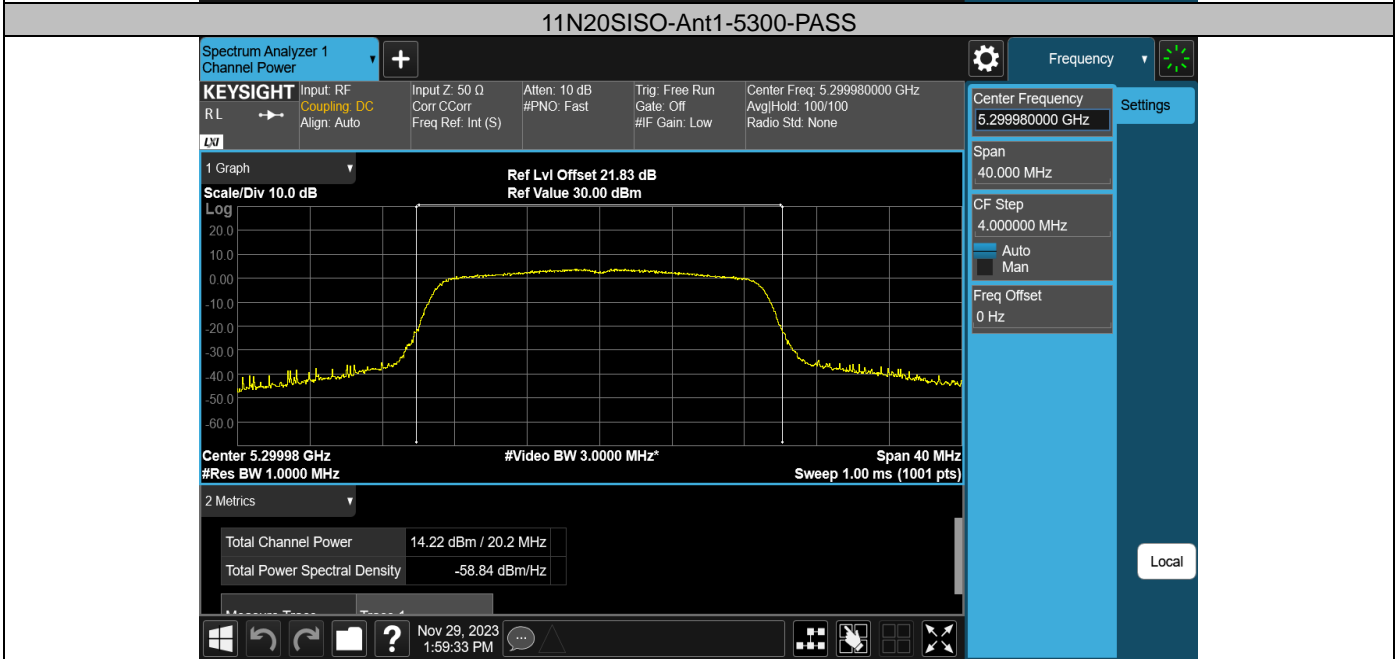 11N20SISO-Ant1-5300-PASS
Spectrum Analyzer 1
Channel Power
+
Frequency
KEYSIGHT
RL
LXI
Input: RF
Coupling: DC
Align: Auto
Input Z: 50 Ω
Corr CCorr
Freq Ref: Int (S)
Atten: 10 dB
#PNO: Fast
Trig: Free Run
Gate: Off
#IF Gain: Low
Center Freq: 5.299980000 GHz
Avg|Hold: 100/100
Radio Std: None
Center Frequency
5.299980000 GHz
Settings
Span
40.000 MHz
CF Step
4.000000 MHz
Auto
Man
Freq Offset
0 Hz
1 Graph
Scale/Div 10.0 dB
Ref Lvl Offset 21.83 dB
Ref Value 30.00 dBm
Log
20.0
10.0
0.00
-10.0
-20.0
-30.0
-40.0
-50.0
-60.0
Center 5.29998 GHz
#Res BW 1.0000 MHz
#Video BW 3.0000 MHz*
Span 40 MHz
Sweep 1.00 ms (1001 pts)
2 Metrics
Total Channel Power 14.22 dBm / 20.2 MHz
Total Power Spectral Density -58.84 dBm/Hz
Local
?
Nov 29, 2023
1:59:33 PM